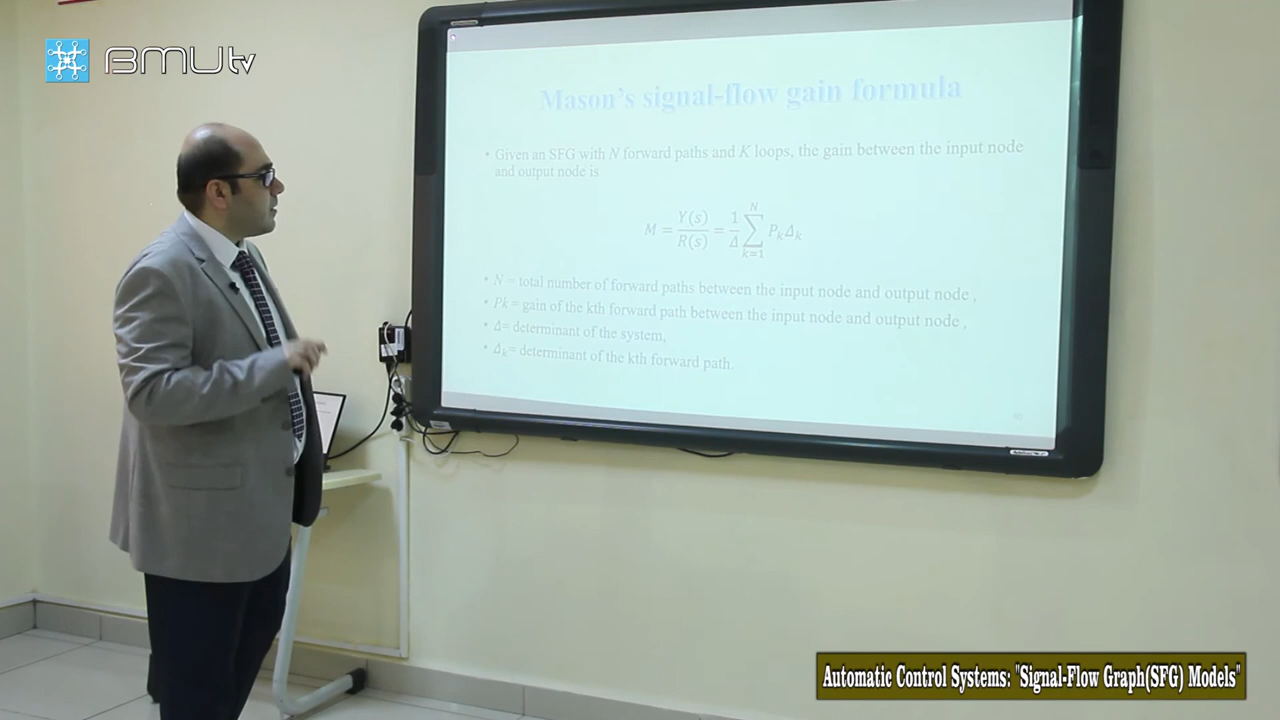 BMUtv
Mason's signal-flow gain formula
• Given an SFG with N forward paths and K loops, the gain between the input node
and output node is
M = Y(s)/R(s) = 1/Δ ∑_{k=1}^{N} P_k Δ_k
• N = total number of forward paths between the input node and output node ,
• Pk = gain of the kth forward path between the input node and output node ,
• Δ= determinant of the system,
• Δ_k= determinant of the kth forward path.
Automatic Control Systems: "Signal-Flow Graph(SFG) Models"